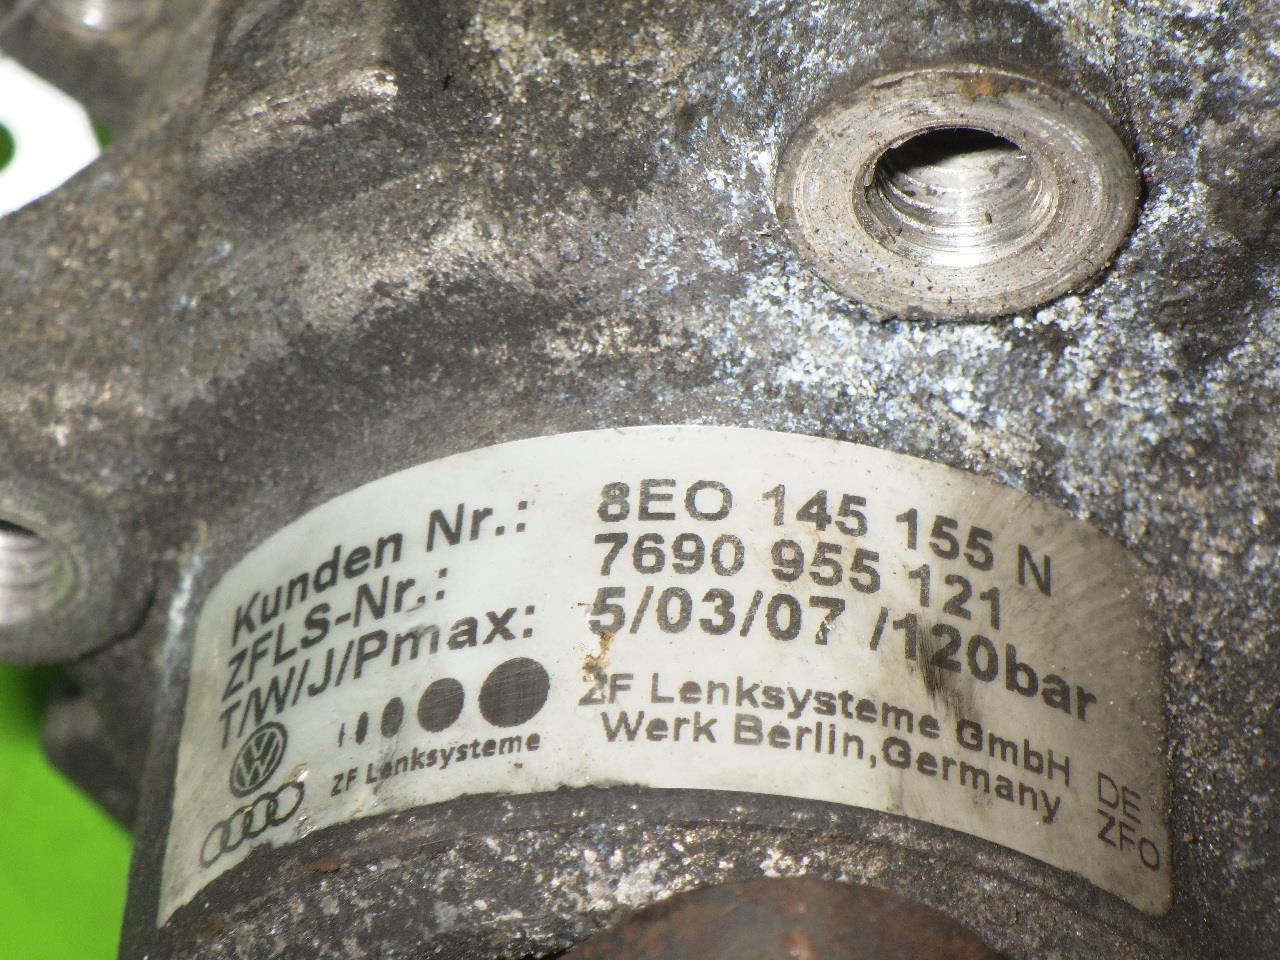 Kunden Nr.: 8EO 145 155 N
ZFLS-Nr.: 7690 955 121
T/W/J/Pmax: 5/03/07 /120bar
ZF Lenksysteme
ZF Lenksysteme GmbH
Werk Berlin,Germany
DE
ZFO